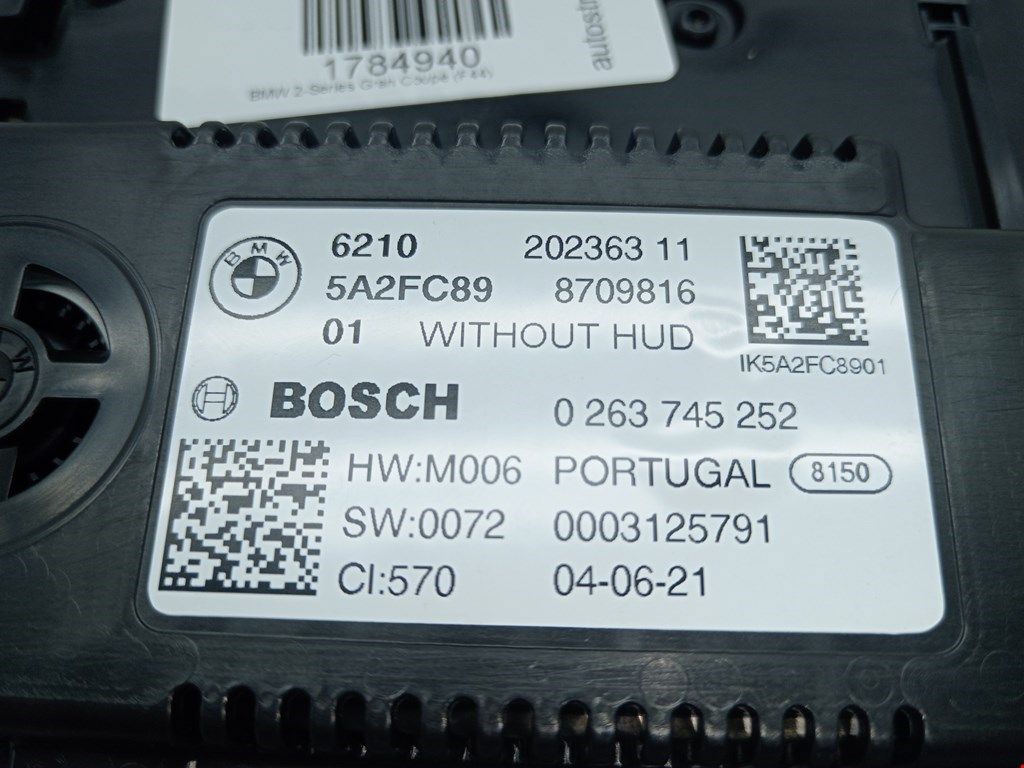 1784940
BMW 2-Series Gran Coupe (F44)
BMW
6210 202363 11
5A2FC89 8709816
01 WITHOUT HUD
IK5A2FC8901
BOSCH 0 263 745 252
HW:M006 PORTUGAL 8150
SW:0072 0003125791
CI:570 04-06-21